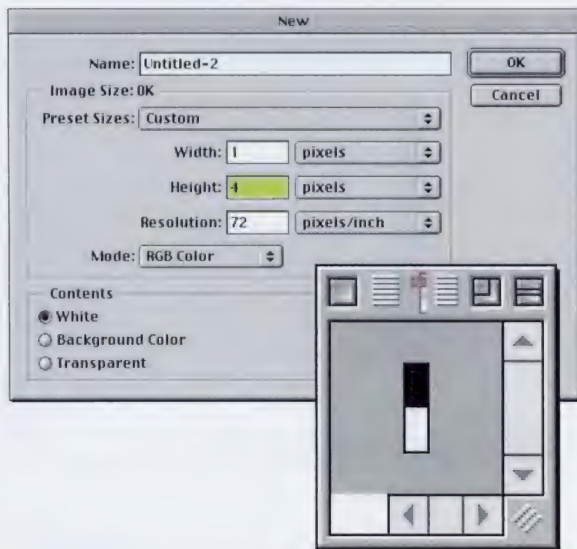 New
Name: Untitled-2
OK
Image Size: 0K
Cancel
Preset Sizes: Custom
Width: 1 pixels
Height: 4 pixels
Resolution: 72 pixels/inch
Mode: RGB Color
Contents
White
Background Color
Transparent